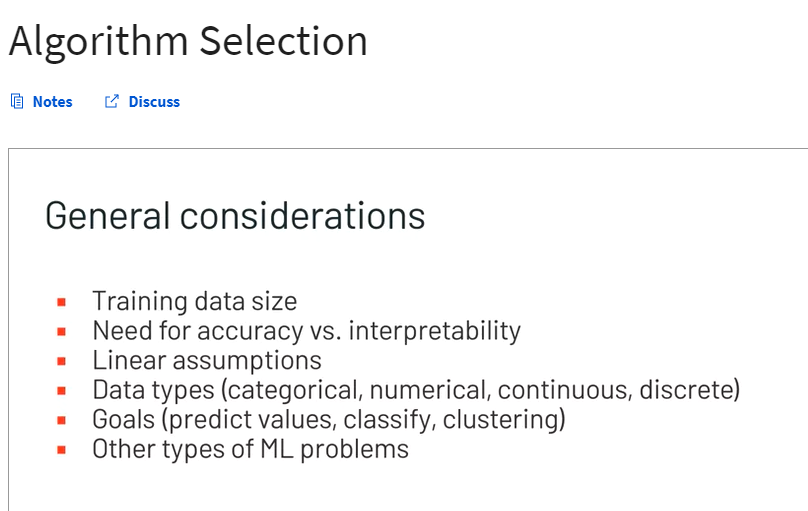 Algorithm Selection
Notes Discuss
General considerations
Training data size
Need for accuracy vs. interpretability
Linear assumptions
Data types (categorical, numerical, continuous, discrete)
Goals (predict values, classify, clustering)
Other types of ML problems